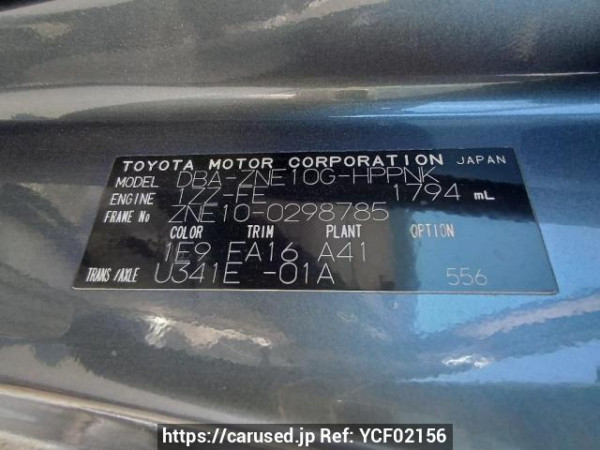 TOYOTA MOTOR CORPORATION JAPAN
MODEL DBA-ZNE10G-HPPNK
ENGINE 1ZZ-FE 1794 mL
FRAME No ZNE10-0298785
COLOR TRIM PLANT OPTION
1E9 FA16 A41
TRANS/AXLE U341E -01A 556
https://carused.jp Ref: YCF02156